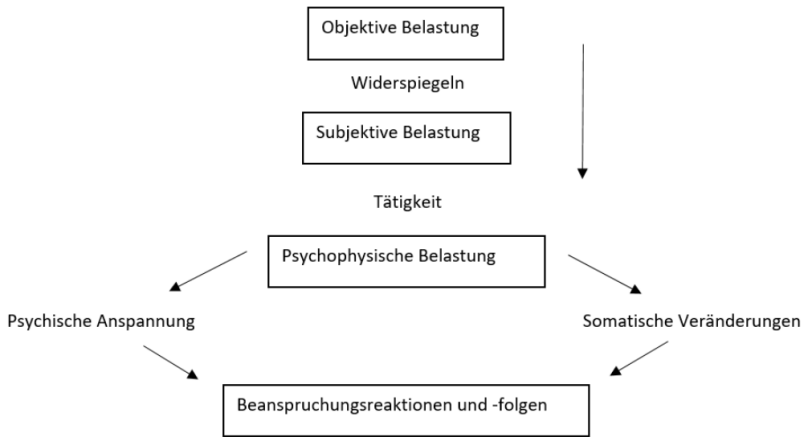 Objektive Belastung
Widerspiegeln
Subjektive Belastung
Tätigkeit
Psychophysische Belastung
Psychische Anspannung
Somatische Veränderungen
Beanspruchungsreaktionen und -folgen